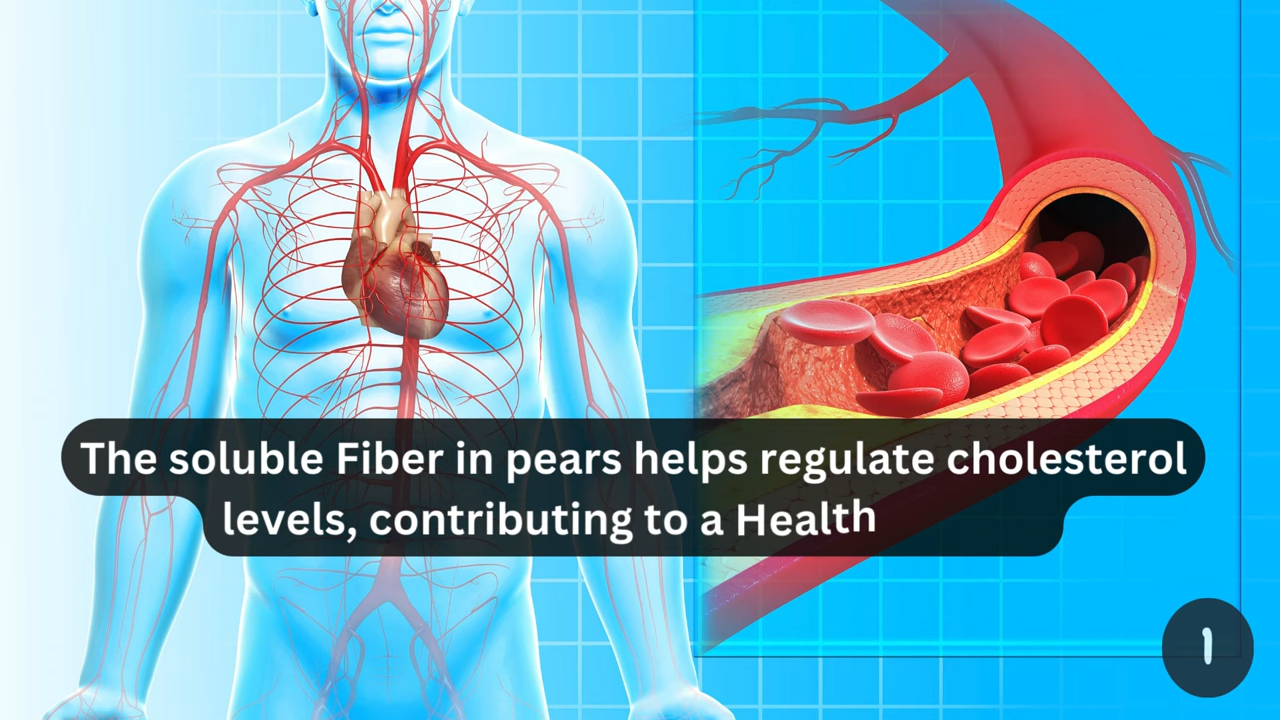 The soluble Fiber in pears helps regulate cholesterol
levels, contributing to a Health
1